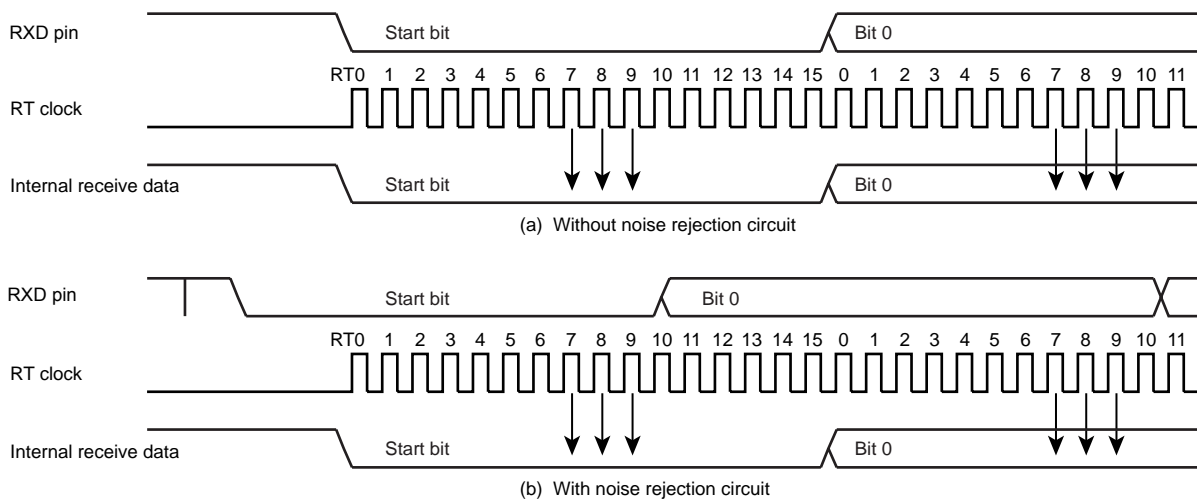 RXD pin
Start bit
Bit 0
RT0 1 2 3 4 5 6 7 8 9 10 11 12 13 14 15 0 1 2 3 4 5 6 7 8 9 10 11
RT clock
Internal receive data
Start bit
Bit 0
(a) Without noise rejection circuit
RXD pin
Start bit
Bit 0
RT0 1 2 3 4 5 6 7 8 9 10 11 12 13 14 15 0 1 2 3 4 5 6 7 8 9 10 11
RT clock
Internal receive data
Start bit
Bit 0
(b) With noise rejection circuit